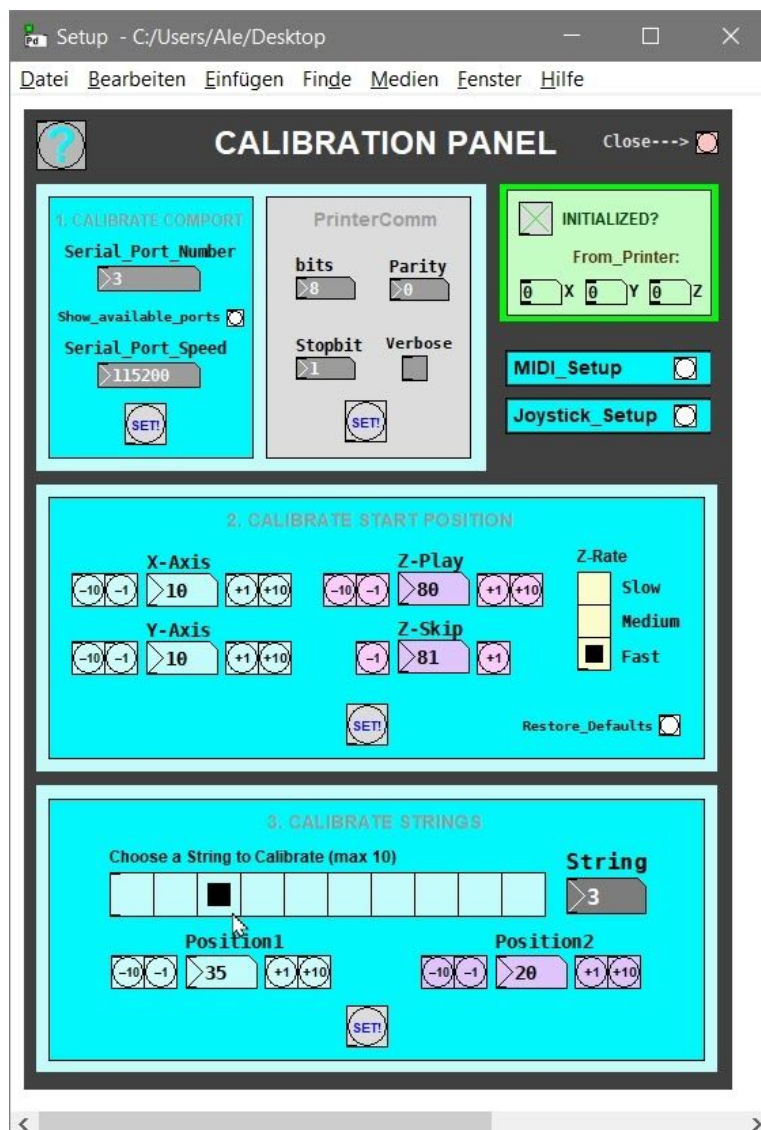 Setup - C:/Users/Ale/Desktop
Datei Bearbeiten Einfügen Finde Medien Fenster Hilfe
? CALIBRATION PANEL Close--->
1. CALIBRATE COMPORT
Serial_Port_Number
3
Show_available_ports
Serial_Port_Speed
115200
SET!
PrinterComm
bits Parity
8 0
Stopbit Verbose
1
SET!
INITIALIZED?
From_Printer:
0 X 0 Y 0 Z
MIDI_Setup
Joystick_Setup
2. CALIBRATE START POSITION
X-Axis Z-Play Z-Rate
-10 -1 10 +1 +10 -10 -1 80 +1 +10 Slow
Y-Axis Z-Skip Medium
-10 -1 10 +1 +10 -1 81 +1 Fast
SET! Restore_Defaults
3. CALIBRATE STRINGS
Choose a String to Calibrate (max 10) String
3
Position1 Position2
-10 -1 35 +1 +10 -10 -1 20 +1 +10
SET!